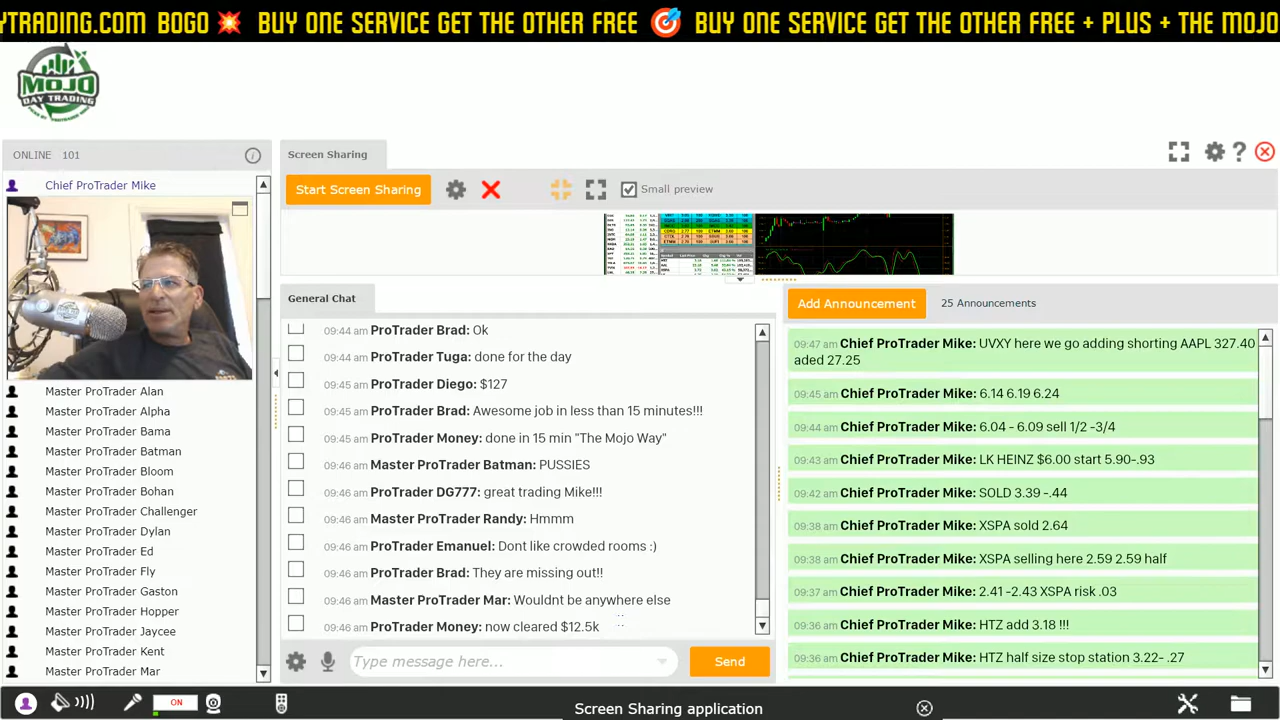 YTRADING.COM BOGO 💥 BUY ONE SERVICE GET THE OTHER FREE 🎯 BUY ONE SERVICE GET THE OTHER FREE + PLUS + THE MOJO
MOJO
DAY TRADING
ONLINE 101
Chief ProTrader Mike
Master ProTrader Alan
Master ProTrader Alpha
Master ProTrader Bama
Master ProTrader Batman
Master ProTrader Bloom
Master ProTrader Bohan
Master ProTrader Challenger
Master ProTrader Dylan
Master ProTrader Ed
Master ProTrader Fly
Master ProTrader Gaston
Master ProTrader Hopper
Master ProTrader Jaycee
Master ProTrader Kent
Master ProTrader Mar
Screen Sharing
Start Screen Sharing
Small preview
General Chat
09:44 am ProTrader Brad: Ok
09:44 am ProTrader Tuga: done for the day
09:45 am ProTrader Diego: $127
09:45 am ProTrader Brad: Awesome job in less than 15 minutes!!!
09:45 am ProTrader Money: done in 15 min "The Mojo Way"
09:46 am Master ProTrader Batman: PUSSIES
09:46 am ProTrader DG777: great trading Mike!!!
09:46 am Master ProTrader Randy: Hmmm
09:46 am ProTrader Emanuel: Dont like crowded rooms :)
09:46 am ProTrader Brad: They are missing out!!
09:46 am Master ProTrader Mar: Wouldnt be anywhere else
09:46 am ProTrader Money: now cleared $12.5k
Type message here...
Send
Add Announcement
25 Announcements
09:47 am Chief ProTrader Mike: UVXY here we go adding shorting AAPL 327.40
aded 27.25
09:45 am Chief ProTrader Mike: 6.14 6.19 6.24
09:44 am Chief ProTrader Mike: 6.04 - 6.09 sell 1/2 -3/4
09:43 am Chief ProTrader Mike: LK HEINZ $6.00 start 5.90-.93
09:42 am Chief ProTrader Mike: SOLD 3.39 -.44
09:38 am Chief ProTrader Mike: XSPA sold 2.64
09:38 am Chief ProTrader Mike: XSPA selling here 2.59 2.59 half
09:37 am Chief ProTrader Mike: 2.41 -2.43 XSPA risk .03
09:36 am Chief ProTrader Mike: HTZ add 3.18 !!!
09:36 am Chief ProTrader Mike: HTZ half size stop station 3.22- .27
ON
Screen Sharing application